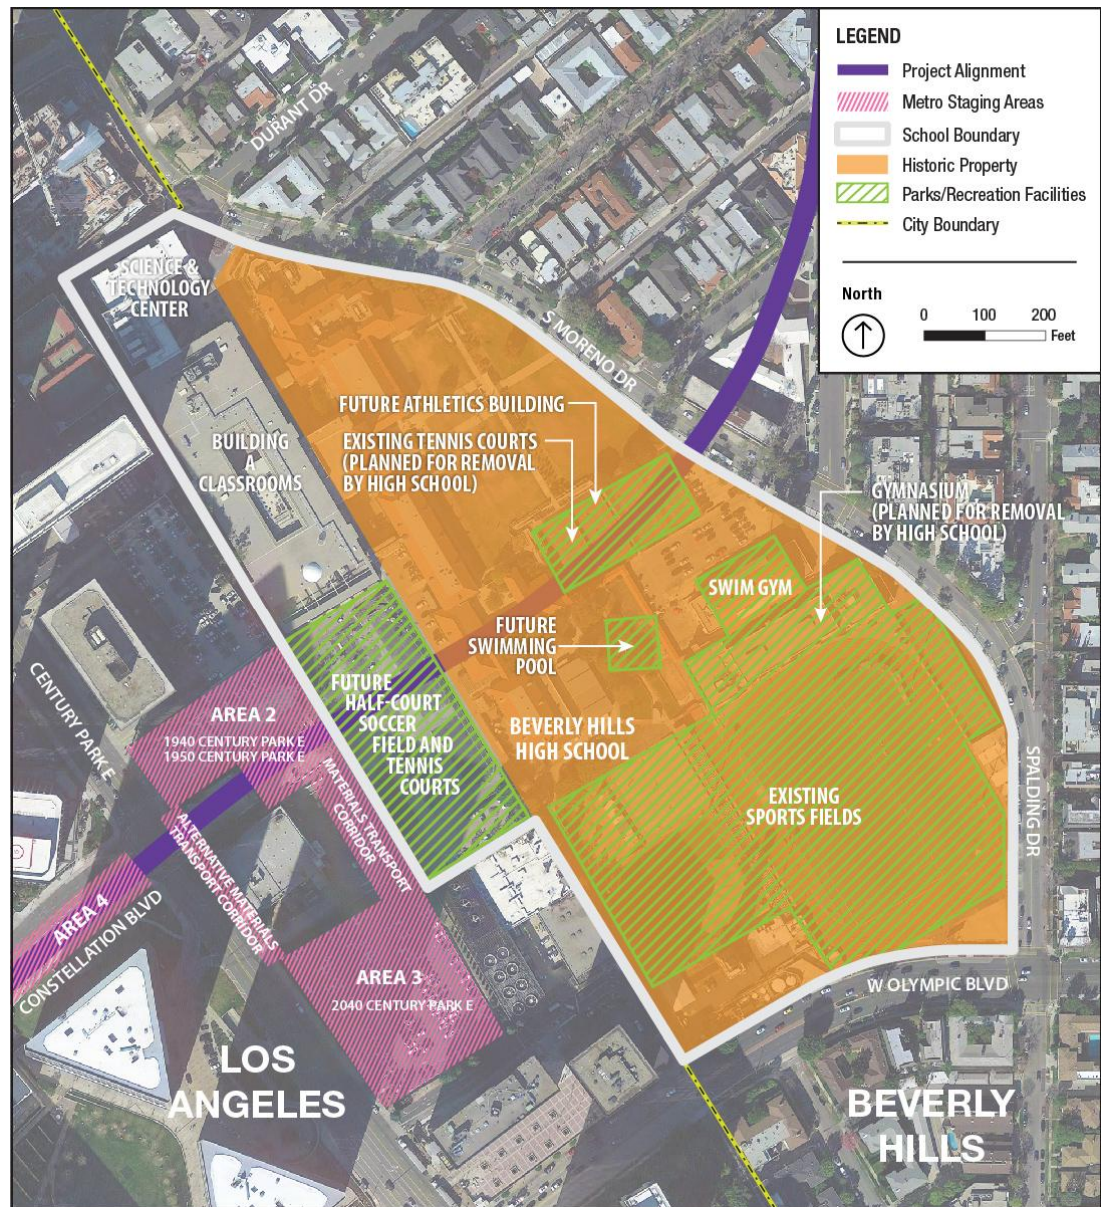 LEGEND
Project Alignment
Metro Staging Areas
School Boundary
Historic Property
Parks/Recreation Facilities
City Boundary
North
0 100 200
Feet
DURANT DR
SCIENCE &
TECHNOLOGY
CENTER
S MORENO DR
FUTURE ATHLETICS BUILDING
EXISTING TENNIS COURTS
(PLANNED FOR REMOVAL
BY HIGH SCHOOL)
BUILDING
A
CLASSROOMS
GYMNASIUM
(PLANNED FOR REMOVAL
BY HIGH SCHOOL)
SWIM GYM
FUTURE
SWIMMING
POOL
FUTURE
HALF-COURT
SOCCER
FIELD AND
TENNIS
COURTS
BEVERLY HILLS
HIGH SCHOOL
EXISTING
SPORTS FIELDS
CENTURY PARK E
AREA 2
1940 CENTURY PARK E
1950 CENTURY PARK E
MATERIALS TRANSPORT
CORRIDOR
ALTERNATIVE MATERIALS
TRANSPORT CORRIDOR
SPALDING DR
AREA 4
CONSTELLATION BLVD
AREA 3
2040 CENTURY PARK E
W OLYMPIC BLVD
LOS
ANGELES
BEVERLY
HILLS